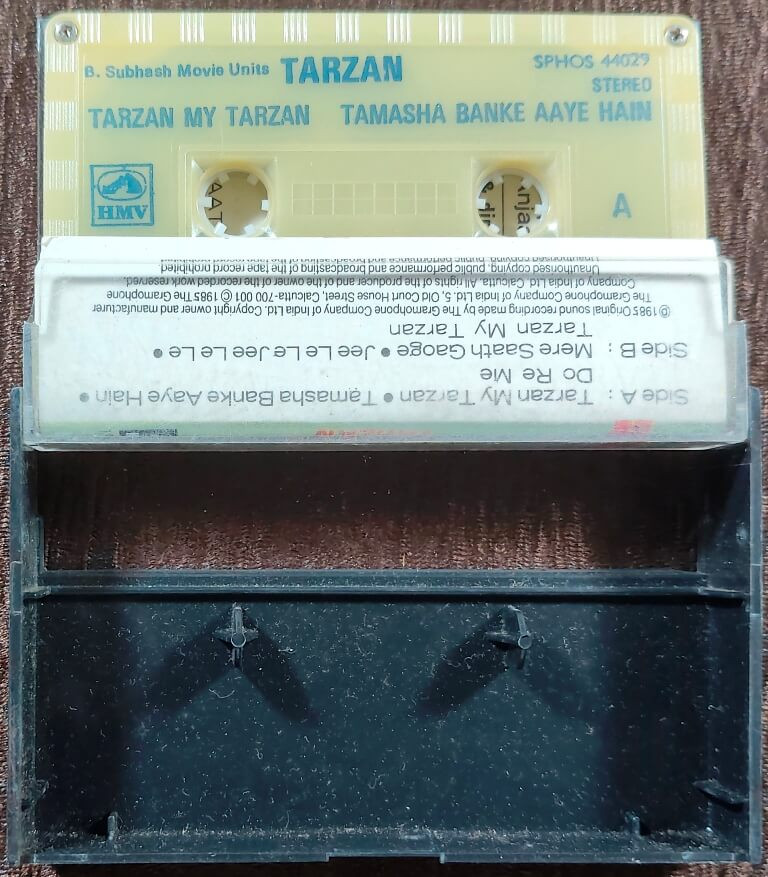 B. Subhash Movie Units TARZAN SPHOS 44029
STEREO
TARZAN MY TARZAN TAMASHA BANKE AAYE HAIN
HMV
A
Side A : Tarzan My Tarzan • Tamasha Banke Aaye Hain •
Do Re Me
Side B : Mere Saath Gaoge • Jee Le Le Jee Le Le •
Tarzan My Tarzan
Ⓟ 1985 Original sound recording made by The Gramophone Company of India Ltd. Copyright owner and manufacturer
The Gramophone Company of India Ltd. 5, Old Court House Street, Calcutta-700 001 © 1985 The Gramophone
Company of India Ltd, Calcutta. All rights of the producer and of the owner of the recorded work reserved.
Unauthorised copying, public performance and broadcasting of the tape record prohibited